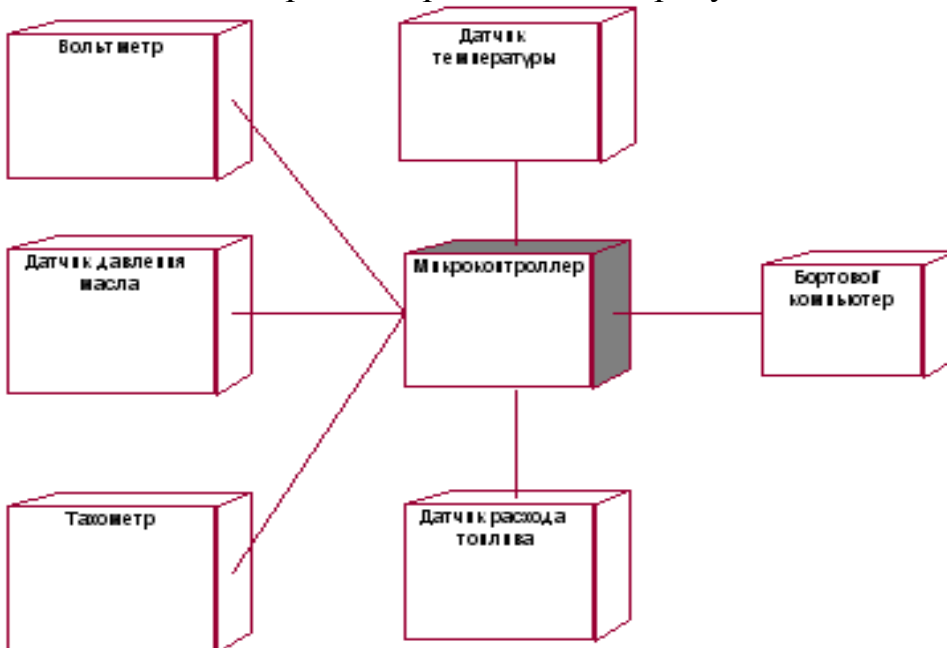 Вольтметр
Датчик
температуры
Датчик давления
масла
Микроконтроллер
Бортовой
компьютер
Тахометр
Датчик расхода
топлива